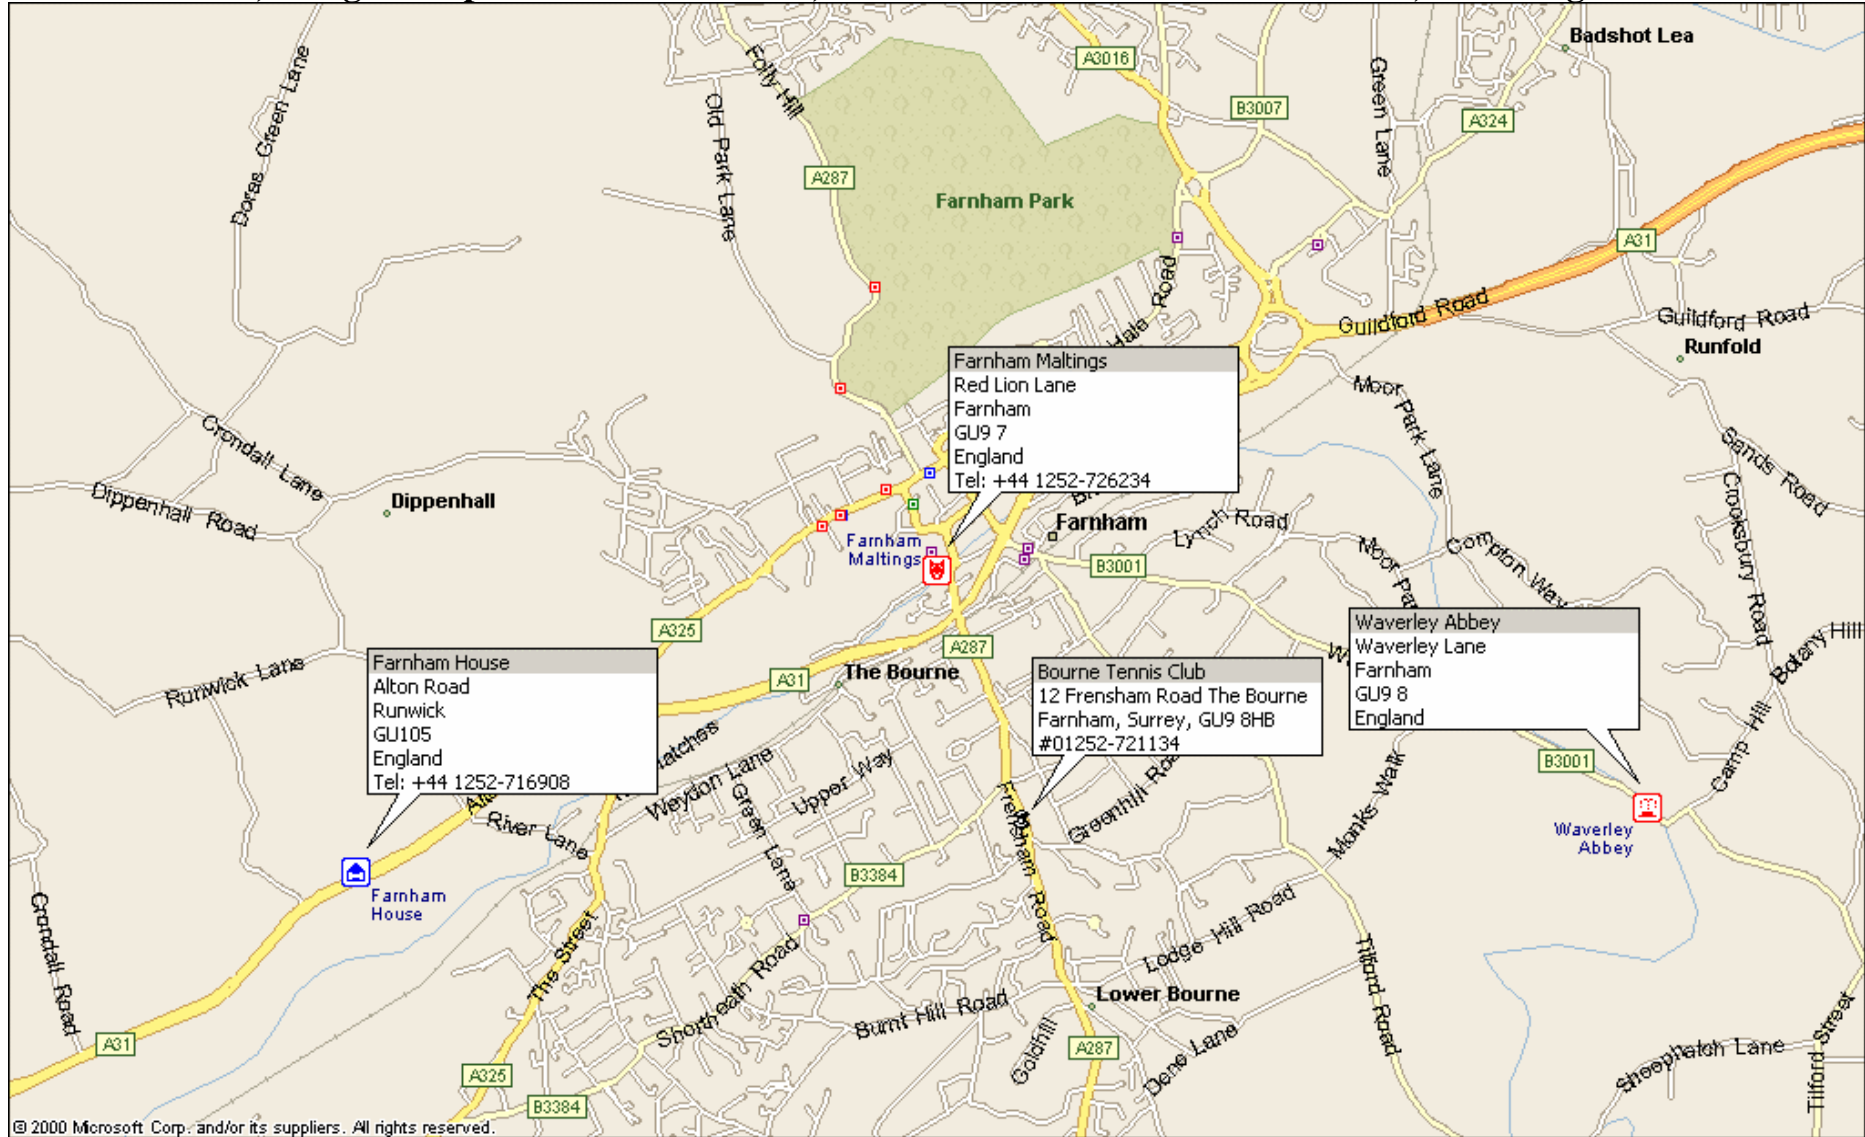 Badshot Lea
A3016
Folly Hill
Green Lane
Doras Green Lane
B3007
Old Park Lane
A324
A287
Farnham Park
A31
Hale Road
Guildford Road
Guildford Road
Runfold
Farnham Maltings
Red Lion Lane
Farnham
GU9 7
England
Tel: +44 1252-726234
Moor Park Lane
Crondall Lane
Sands Road
Dippenhall Road
Dippenhall
Crooksbury Road
Farnham
Lynch Road
Farnham
Maltings
Compton Way
B3001
A325
Waverley Abbey
Waverley Lane
Farnham
GU9 8
England
Botany Hill
Runwick Lane
Farnham House
Alton Road
Runwick
GU105
England
Tel: +44 1252-716908
A287
The Bourne
A31
Bourne Tennis Club
12 Frensham Road The Bourne
Farnham, Surrey, GU9 8HB
#01252-721134
Weydon Lane
Upper Way
Green Lane
River Lane
Greenhill
Monks Walk
Camp Hill
B3001
Waverley
Abbey
Farnham
House
B3384
Frensham Road
Crondall Road
The Street
Shortheath Road
Lodge Hill Road
Tilford Road
Lower Bourne
Burnt Hill Road
Goldhill
Dene Lane
A287
A31
A325
B3384
Sheephatch Lane
Tilford Street
© 2000 Microsoft Corp. and/or its suppliers. All rights reserved.